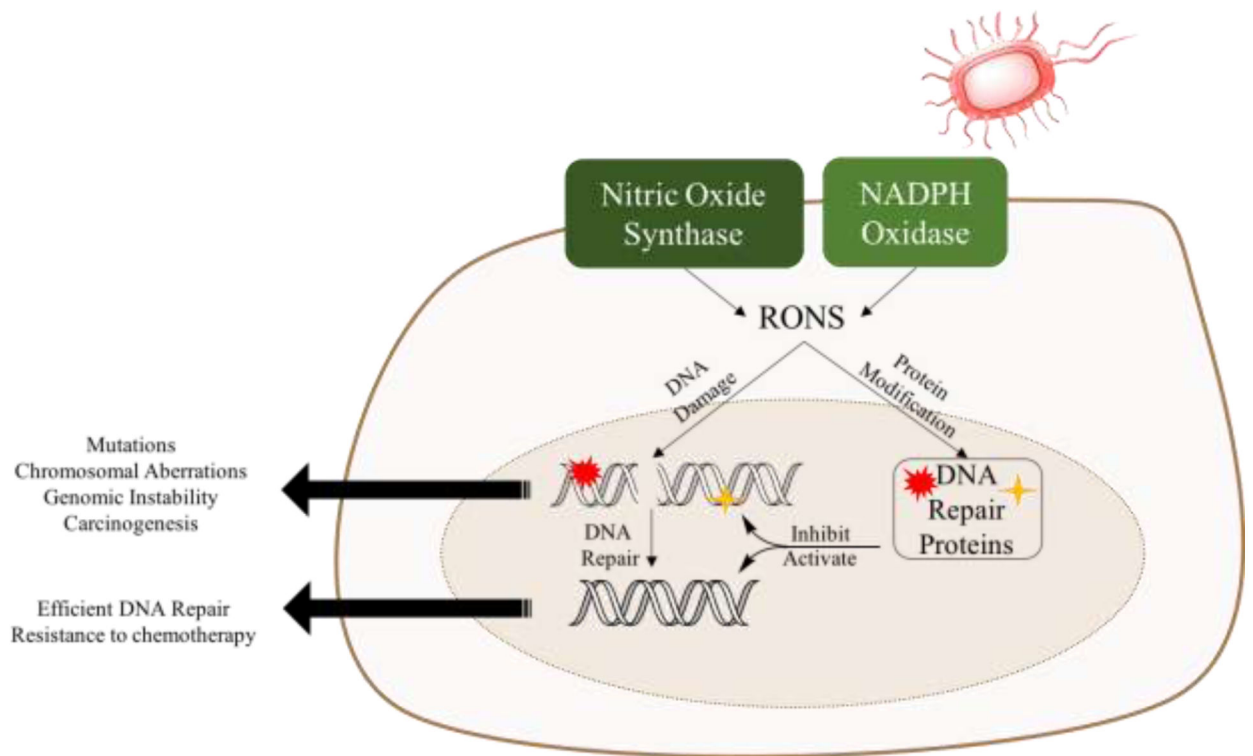 Nitric Oxide
Synthase
NADPH
Oxidase
RONS
DNA
Damage
Protein
Modification
Mutations
Chromosomal Aberrations
Genomic Instability
Carcinogenesis
DNA
Repair
Inhibit
Activate
DNA
Repair
Proteins
Efficient DNA Repair
Resistance to chemotherapy